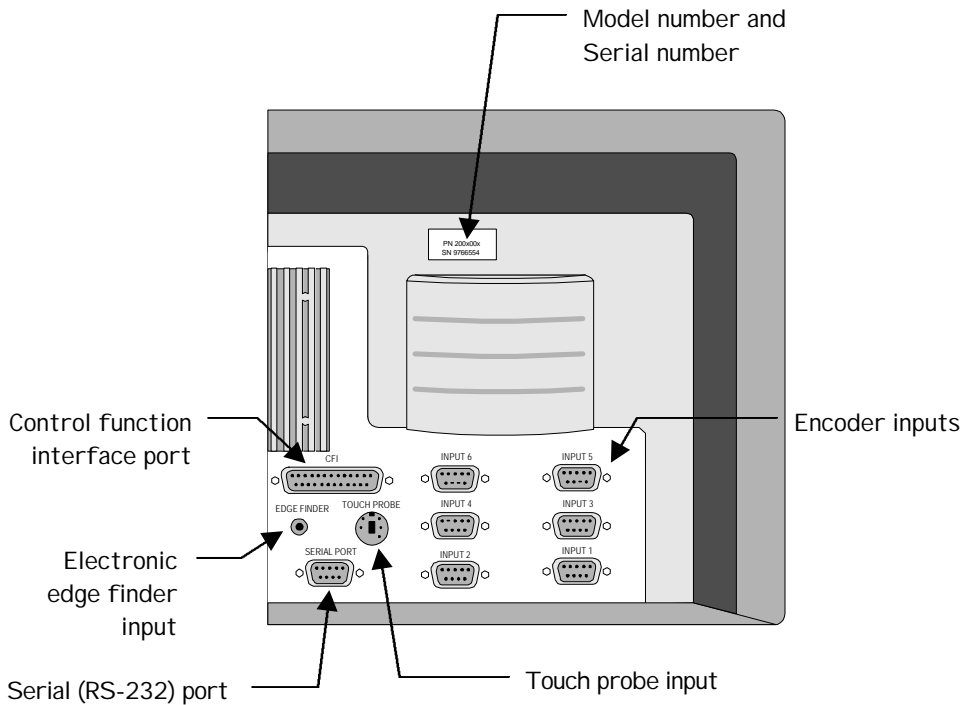 Model number and
Serial number
PN 200x00x
SN 9766554
Control function
interface port
Encoder inputs
CFI
INPUT 6
INPUT 5
EDGE FINDER
TOUCH PROBE
INPUT 4
INPUT 3
SERIAL PORT
INPUT 2
INPUT 1
Electronic
edge finder
input
Serial (RS-232) port
Touch probe input